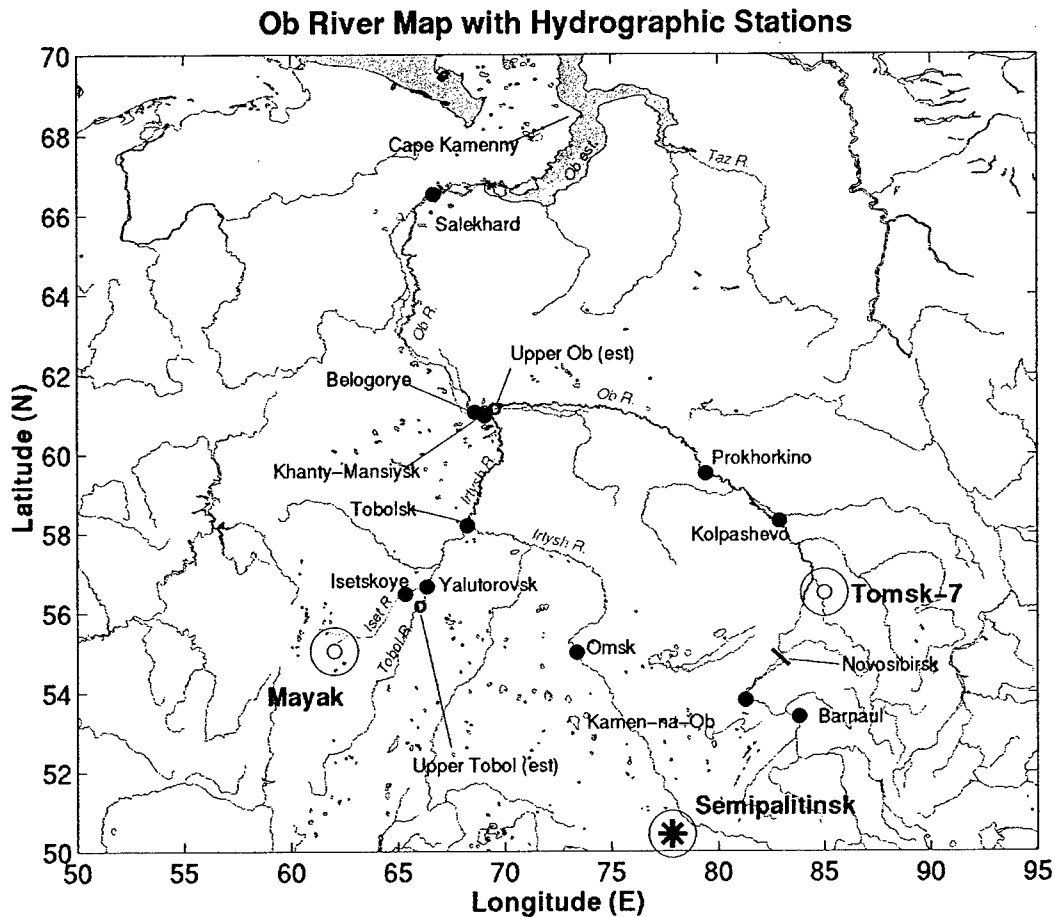 Ob River Map with Hydrographic Stations
70
68
66
64
62
60
58
56
54
52
50
Latitude (N)
Cape Kamenny
Ob est.
Taz R.
Salekhard
Ob R.
Upper Ob (est)
Belogorye
Ob R.
Khanty-Mansiysk
Prokhorkino
Irtysh R.
Tobolsk
Irtysh R.
Kolpashevo
Isetskoye
Yalutorovsk
Tomsk-7
Iset R.
Tobol R.
Omsk
Novosibirsk
Mayak
Kamen-na-Ob
Barnaul
Upper Tobol (est)
Semipalitinsk
50 55 60 65 70 75 80 85 90 95
Longitude (E)